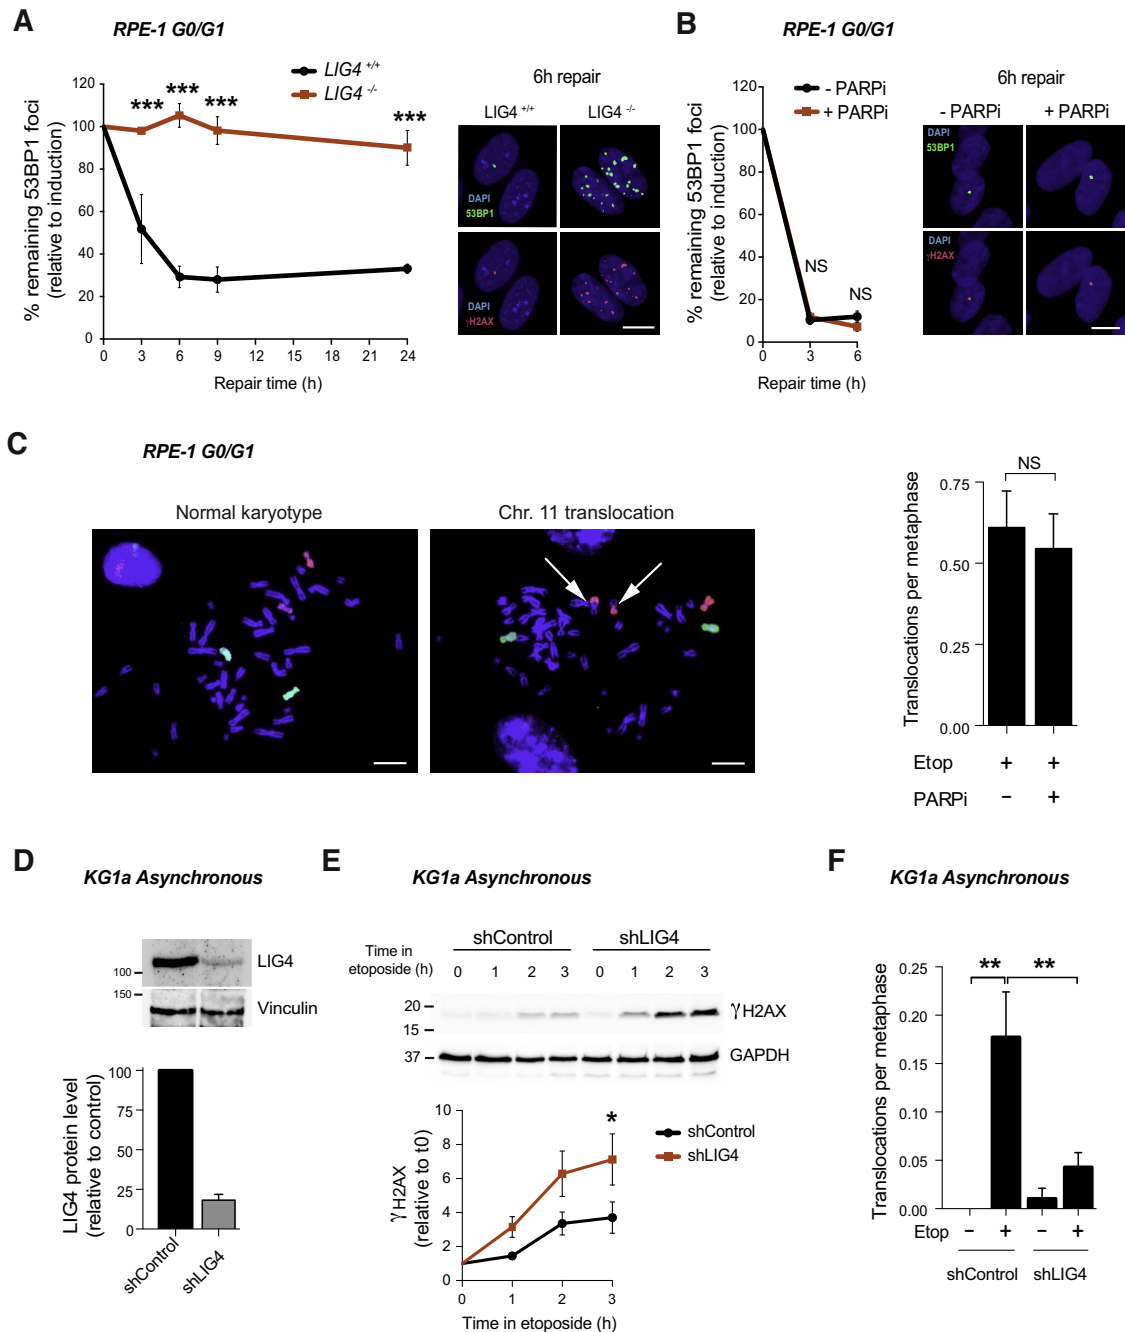 A
RPE-1 G0/G1
LIG4 +/+
LIG4 -/-
% remaining 53BP1 foci
(relative to induction)
120
100
80
60
40
20
0
*** *** *** ***
0 3 6 9 12 15 18 21 24
Repair time (h)
6h repair
LIG4 +/+ LIG4 -/-
DAPI
53BP1
DAPI
γH2AX
B
RPE-1 G0/G1
- PARPi
+ PARPi
% remaining 53BP1 foci
(relative to induction)
120
100
80
60
40
20
0
NS
NS
0 3 6
Repair time (h)
6h repair
- PARPi + PARPi
DAPI
53BP1
DAPI
γH2AX
C
RPE-1 G0/G1
Normal karyotype
Chr. 11 translocation
Translocations per metaphase
0.75
0.50
0.25
0.00
NS
Etop + +
PARPi – +
D
KG1a Asynchronous
100
LIG4
150
Vinculin
LIG4 protein level
(relative to control)
100
75
50
25
0
shControl
shLIG4
E
KG1a Asynchronous
shControl shLIG4
Time in
etoposide (h)
0 1 2 3 0 1 2 3
20
15
γH2AX
37
GAPDH
γH2AX
(relative to t0)
10
8
6
4
2
0
*
shControl
shLIG4
0 1 2 3
Time in etoposide (h)
F
KG1a Asynchronous
Translocations per metaphase
0.25
0.20
0.15
0.10
0.05
0.00
** **
Etop – + – +
shControl shLIG4